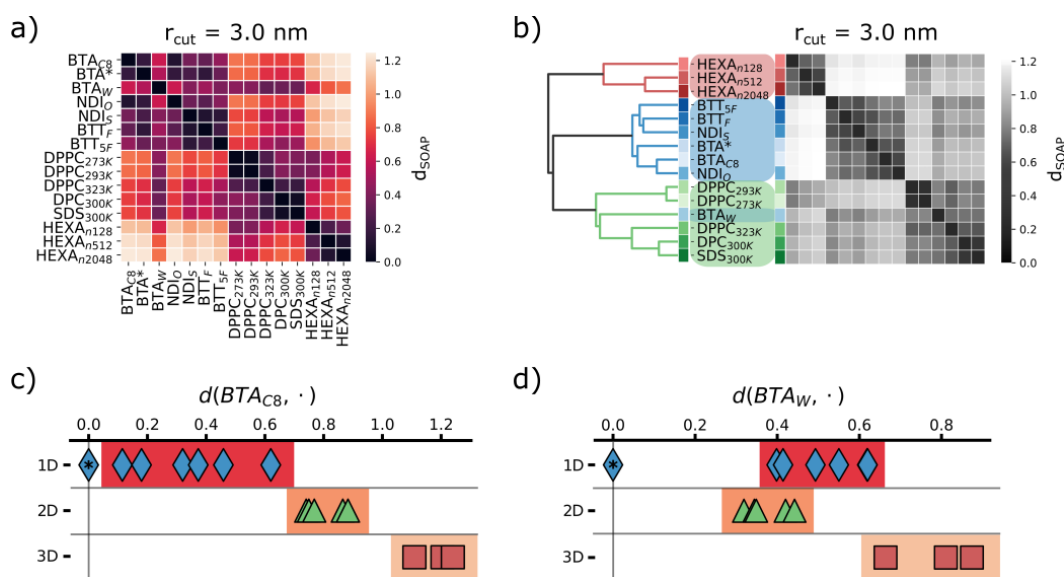 a)
r_cut = 3.0 nm
BTA_C8
BTA*
BTA_W
NDI_O
NDI_S
BTT_F
BTT_5F
DPPC_273K
DPPC_293K
DPPC_323K
DPC_300K
SDS_300K
HEXA_n128
HEXA_n512
HEXA_n2048
BTA_C8
BTA*
BTA_W
NDI_O
NDI_S
BTT_F
BTT_5F
DPPC_273K
DPPC_293K
DPPC_323K
DPC_300K
SDS_300K
HEXA_n128
HEXA_n512
HEXA_n2048
1.2
1.0
0.8
0.6
0.4
0.2
0.0
d_SOAP
b)
r_cut = 3.0 nm
HEXA_n128
HEXA_n512
HEXA_n2048
BTT_5F
BTT_F
NDI_S
BTA*
BTA_C8
NDI_O
DPPC_293K
DPPC_273K
BTA_W
DPPC_323K
DPC_300K
SDS_300K
1.2
1.0
0.8
0.6
0.4
0.2
0.0
d_SOAP
c)
d(BTA_C8, ·)
0.0 0.2 0.4 0.6 0.8 1.0 1.2
1D
*
2D
3D
d)
d(BTA_W, ·)
0.0 0.2 0.4 0.6 0.8
1D
*
2D
3D